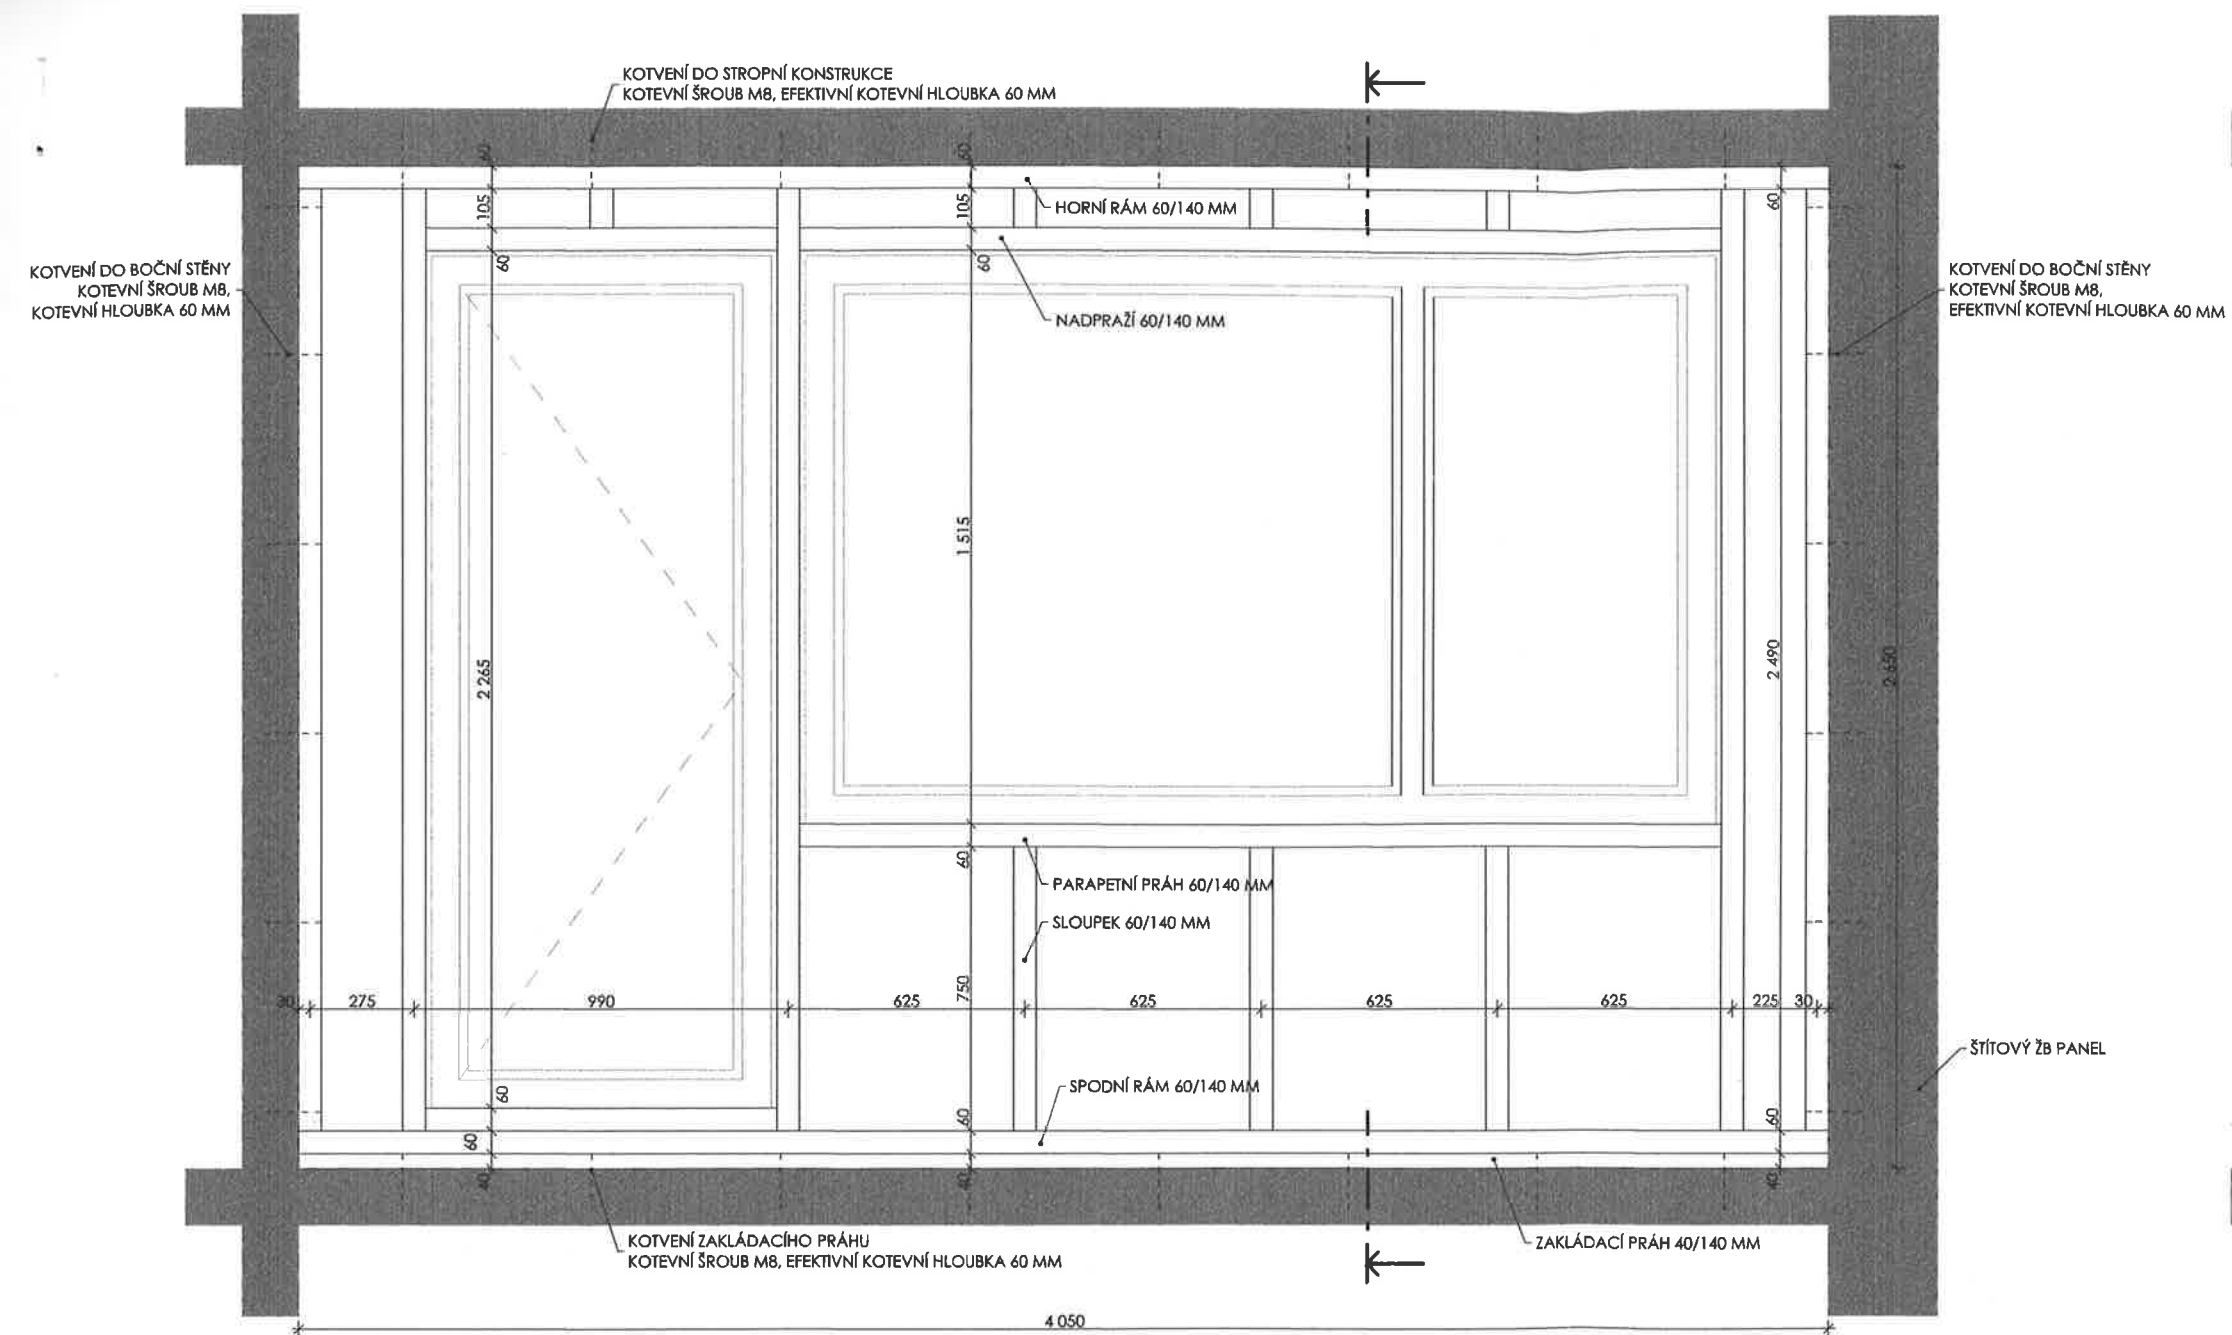 KOTVENÍ DO STROPNÍ KONSTRUKCE
KOTEVNÍ ŠROUB M8, EFEKTIVNÍ KOTEVNÍ HLOUBKA 60 MM
60
60
105
105
60
HORNÍ RÁM 60/140 MM
60
60
KOTVENÍ DO BOČNÍ STĚNY
KOTEVNÍ ŠROUB M8,
KOTEVNÍ HLOUBKA 60 MM
KOTVENÍ DO BOČNÍ STĚNY
KOTEVNÍ ŠROUB M8,
EFEKTIVNÍ KOTEVNÍ HLOUBKA 60 MM
NADPRAŽÍ 60/140 MM
1 515
2 265
2 490
2 650
60
PARAPETNÍ PRÁH 60/140 MM
SLOUPEK 60/140 MM
750
30
275
990
625
625
625
625
225
30
ŠTÍTOVÝ ŽB PANEL
60
SPODNÍ RÁM 60/140 MM
60
60
60
40
40
40
KOTVENÍ ZAKLÁDACÍHO PRÁHU
KOTEVNÍ ŠROUB M8, EFEKTIVNÍ KOTEVNÍ HLOUBKA 60 MM
ZAKLÁDACÍ PRÁH 40/140 MM
4 050